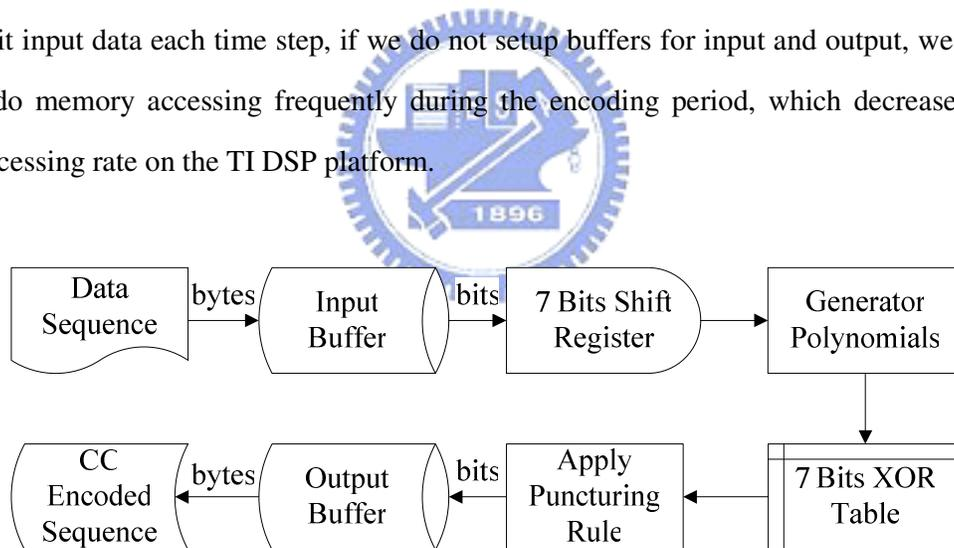 it input data each time step, if we do not setup buffers for input and output, we
do memory accessing frequently during the encoding period, which decrease
cessing rate on the TI DSP platform.
1896
Data
Sequence
bytes
Input
Buffer
bits
7 Bits Shift
Register
Generator
Polynomials
CC
Encoded
Sequence
bytes
Output
Buffer
bits
Apply
Puncturing
Rule
7 Bits XOR
Table